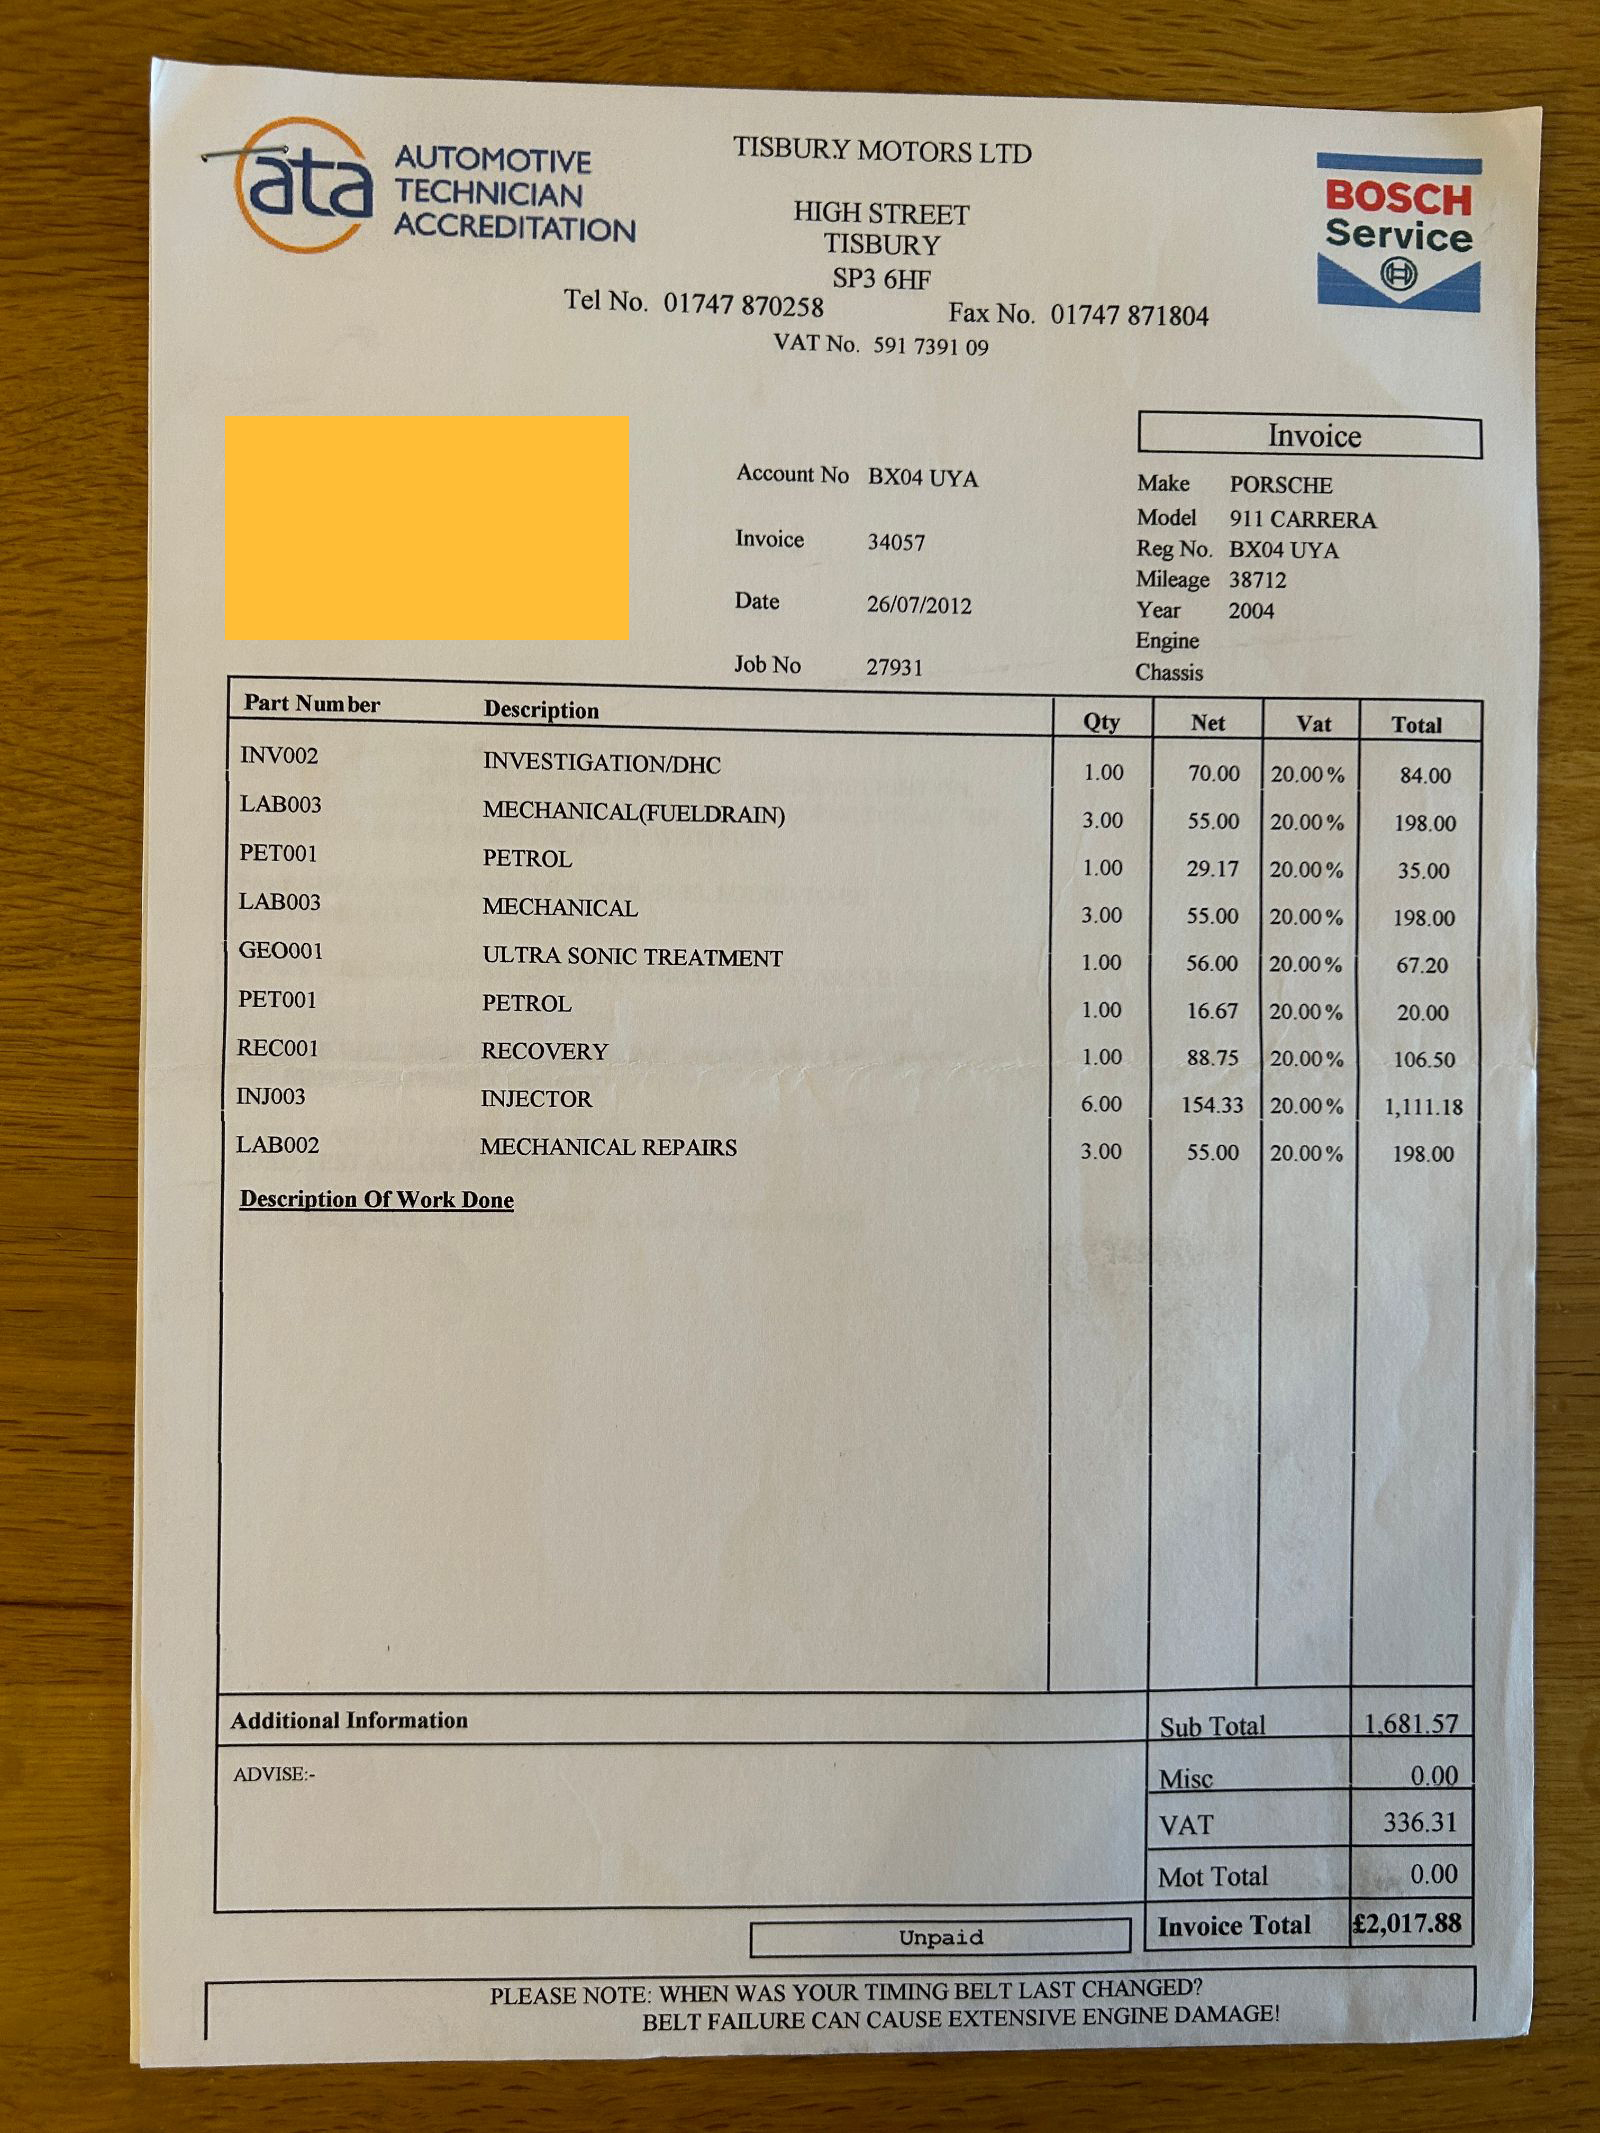 ata AUTOMOTIVE
TECHNICIAN
ACCREDITATION
TISBURY MOTORS LTD
HIGH STREET
TISBURY
SP3 6HF
Tel No. 01747 870258 Fax No. 01747 871804
VAT No. 591 7391 09
BOSCH
Service
Invoice
Account No BX04 UYA
Invoice 34057
Date 26/07/2012
Job No 27931
Make PORSCHE
Model 911 CARRERA
Reg No. BX04 UYA
Mileage 38712
Year 2004
Engine
Chassis
Part Number Description Qty Net Vat Total
INV002 INVESTIGATION/DHC 1.00 70.00 20.00% 84.00
LAB003 MECHANICAL(FUELDRAIN) 3.00 55.00 20.00% 198.00
PET001 PETROL 1.00 29.17 20.00% 35.00
LAB003 MECHANICAL 3.00 55.00 20.00% 198.00
GEO001 ULTRA SONIC TREATMENT 1.00 56.00 20.00% 67.20
PET001 PETROL 1.00 16.67 20.00% 20.00
REC001 RECOVERY 1.00 88.75 20.00% 106.50
INJ003 INJECTOR 6.00 154.33 20.00% 1,111.18
LAB002 MECHANICAL REPAIRS 3.00 55.00 20.00% 198.00
Description Of Work Done
Additional Information
ADVISE:-
Sub Total 1,681.57
Misc 0.00
VAT 336.31
Mot Total 0.00
Invoice Total £2,017.88
Unpaid
PLEASE NOTE: WHEN WAS YOUR TIMING BELT LAST CHANGED?
BELT FAILURE CAN CAUSE EXTENSIVE ENGINE DAMAGE!